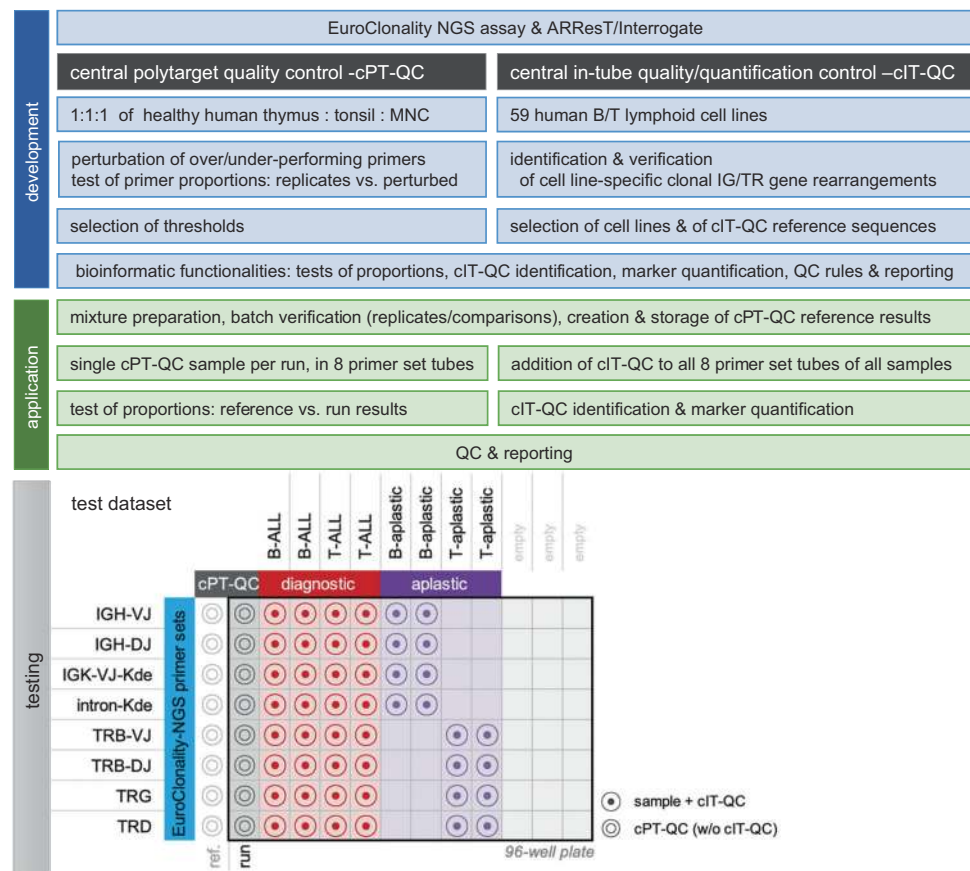 EuroClonality NGS assay & ARResT/Interrogate
development
central polytarget quality control -cPT-QC
central in-tube quality/quantification control –cIT-QC
1:1:1 of healthy human thymus : tonsil : MNC
59 human B/T lymphoid cell lines
perturbation of over/under-performing primers
test of primer proportions: replicates vs. perturbed
identification & verification
of cell line-specific clonal IG/TR gene rearrangements
selection of thresholds
selection of cell lines & of cIT-QC reference sequences
bioinformatic functionalities: tests of proportions, cIT-QC identification, marker quantification, QC rules & reporting
application
mixture preparation, batch verification (replicates/comparisons), creation & storage of cPT-QC reference results
single cPT-QC sample per run, in 8 primer set tubes
addition of cIT-QC to all 8 primer set tubes of all samples
test of proportions: reference vs. run results
cIT-QC identification & marker quantification
QC & reporting
testing
test dataset
B-ALL
B-ALL
T-ALL
T-ALL
B-aplastic
B-aplastic
T-aplastic
T-aplastic
empty
empty
empty
cPT-QC
diagnostic
aplastic
EuroClonality-NGS primer sets
IGH-VJ
IGH-DJ
IGK-VJ-Kde
intron-Kde
TRB-VJ
TRB-DJ
TRG
TRD
sample + cIT-QC
cPT-QC (w/o cIT-QC)
ref.
run
96-well plate